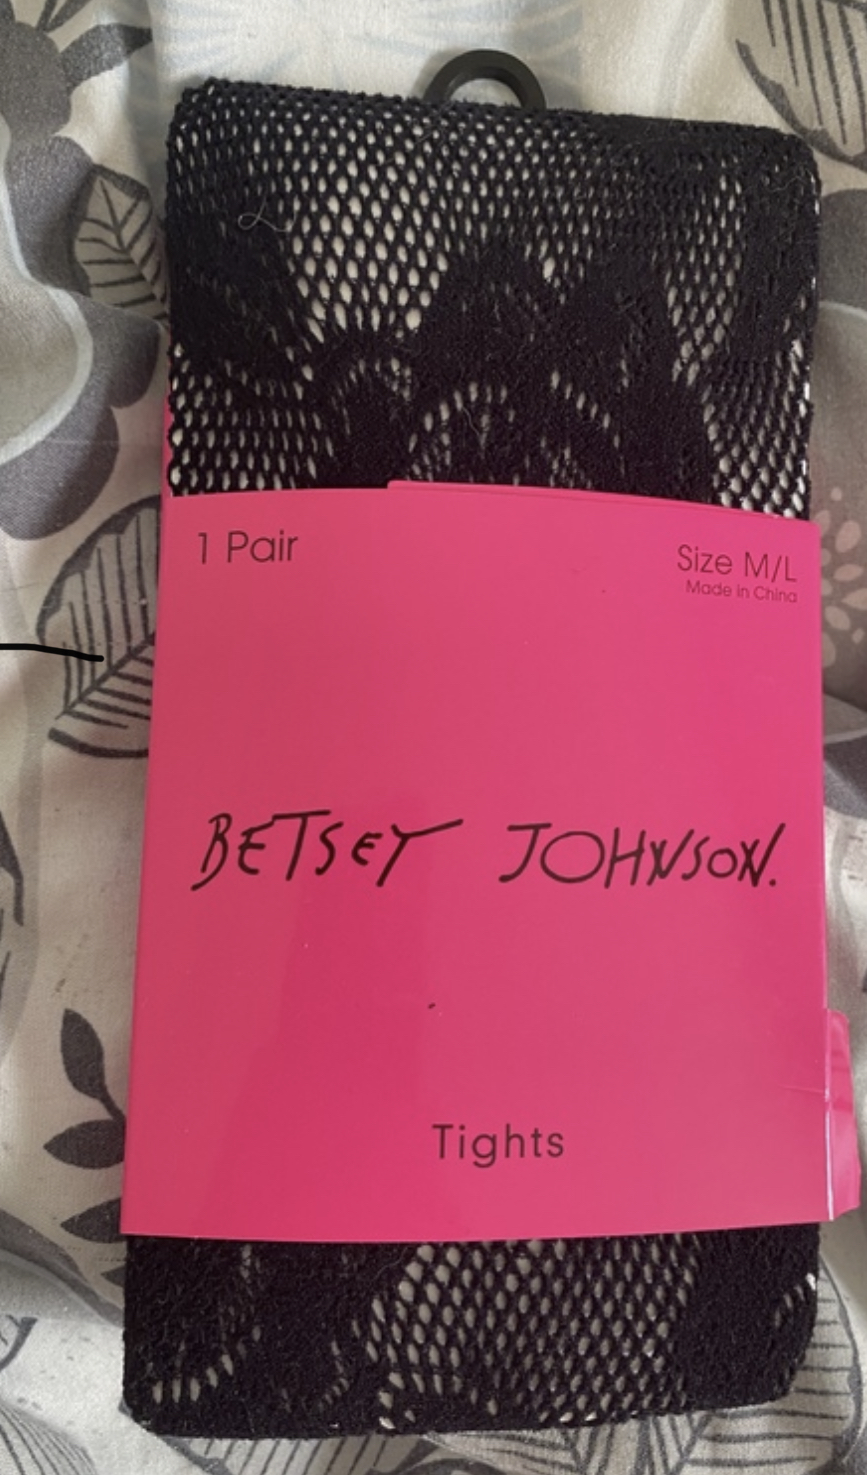 1 Pair
Size M/L
Made in China
BETSEY JOHNSON.
Tights